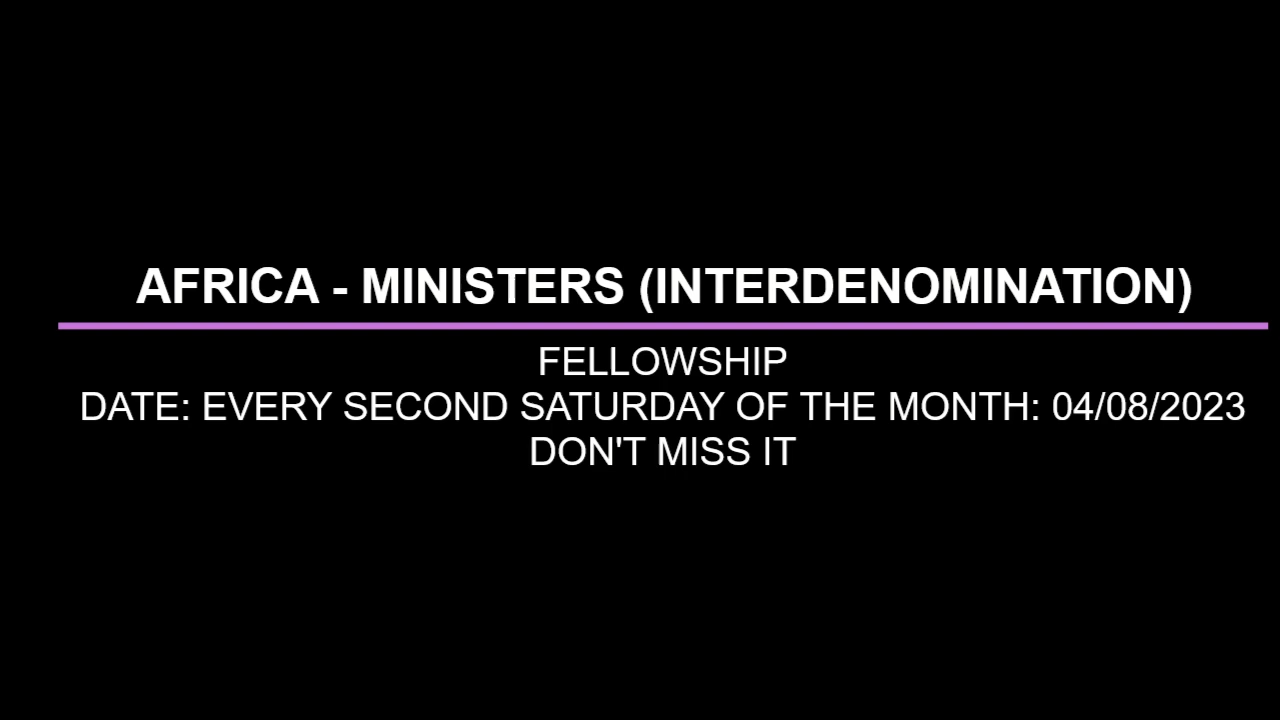 AFRICA - MINISTERS (INTERDENOMINATION)
FELLOWSHIP
DATE: EVERY SECOND SATURDAY OF THE MONTH: 04/08/2023
DON'T MISS IT